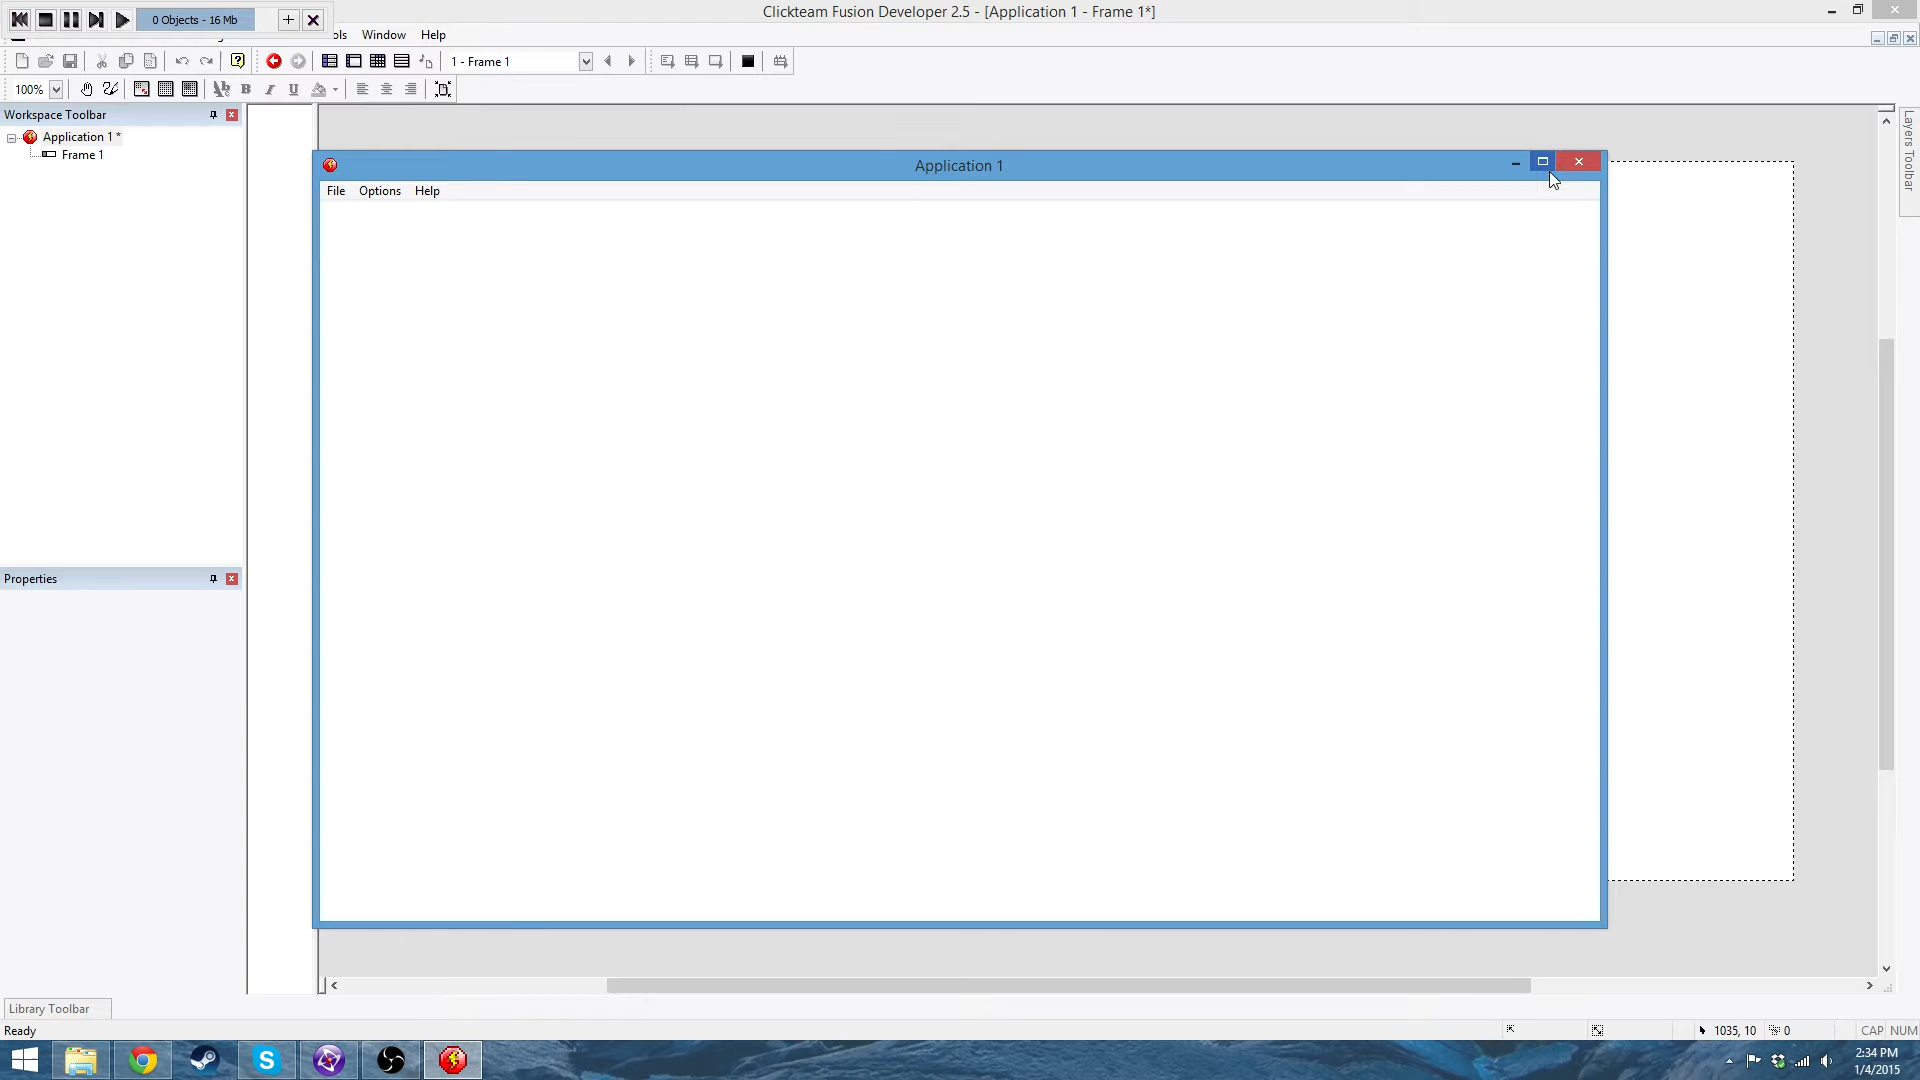 0 Objects - 16 Mb
Clickteam Fusion Developer 2.5 - [Application 1 - Frame 1*]
ols Window Help
1 - Frame 1
100%
Workspace Toolbar
Application 1 *
Frame 1
Layers Toolbar
Application 1
File Options Help
Properties
Library Toolbar
Ready
1035, 10
0
CAP NUM
2:34 PM
1/4/2015